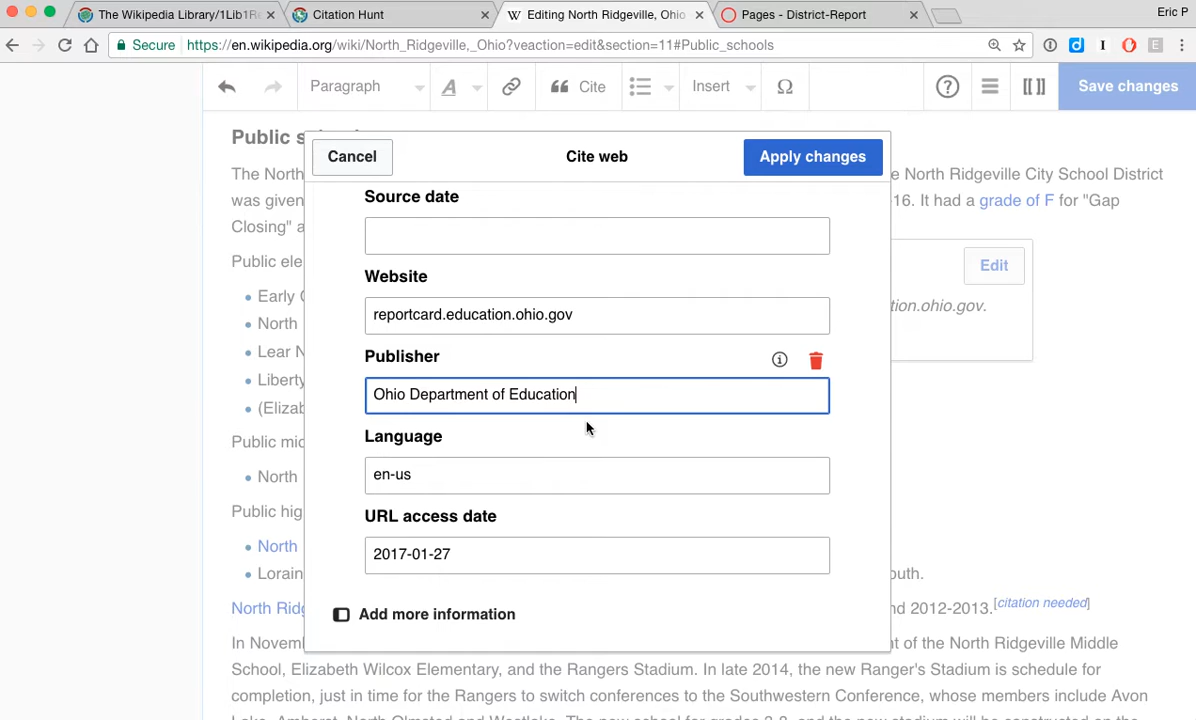 The Wikipedia Library/1Lib1R
Citation Hunt
Editing North Ridgeville, Ohio
Pages - District-Report
Eric P
Secure
https://en.wikipedia.org/wiki/North_Ridgeville,_Ohio?veaction=edit&section=11#Public_schools
Paragraph
A
Cite
Insert
Ω
Save changes
Public s
Cancel
Cite web
Apply changes
The North
e North Ridgeville City School District
was given
16. It had a grade of F for "Gap
Closing" a
Public ele
Early C
North
Lear N
Liberty
(Elizab
Public mid
North
Public hig
North
Lorain
outh.
North Ridg
nd 2012-2013.[citation needed]
Edit
tion.ohio.gov.
Source date
Website
reportcard.education.ohio.gov
Publisher
Ohio Department of Education
Language
en-us
URL access date
2017-01-27
Add more information
In Novem
nt of the North Ridgeville Middle
School, Elizabeth Wilcox Elementary, and the Rangers Stadium. In late 2014, the new Ranger's Stadium is schedule for
completion, just in time for the Rangers to switch conferences to the Southwestern Conference, whose members include Avon